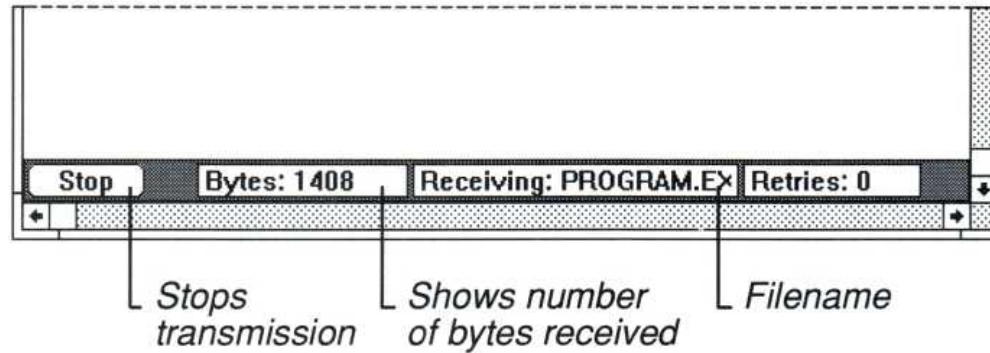 Stop Bytes: 1408 Receiving: PROGRAM.EX Retries: 0
Stops transmission
Shows number of bytes received
Filename